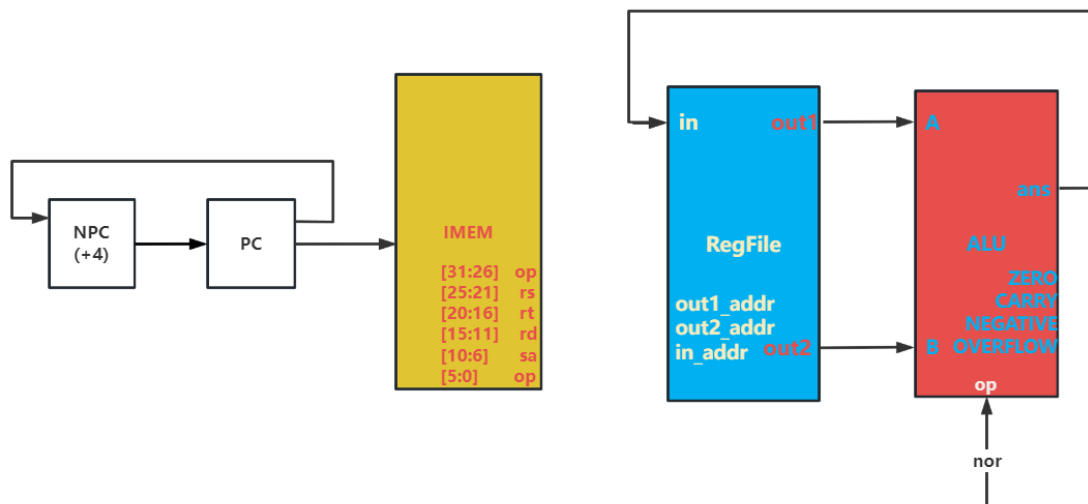 NPC
(+4)
PC
IMEM
[31:26] op
[25:21] rs
[20:16] rt
[15:11] rd
[10:6] sa
[5:0] op
in
out1
RegFile
out1_addr
out2_addr
in_addr
out2
A
ans
ALU
ZERO
CARRY
NEGATIVE
B
OVERFLOW
op
nor